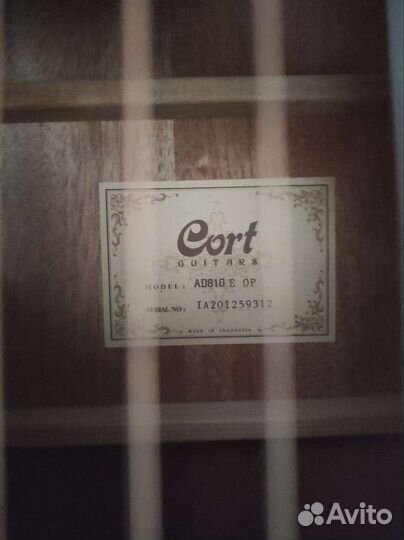 Cort
GUITARS
MODEL: AD810 E OP
SERIAL NO: IA201259312
MADE IN INDONESIA
Avito